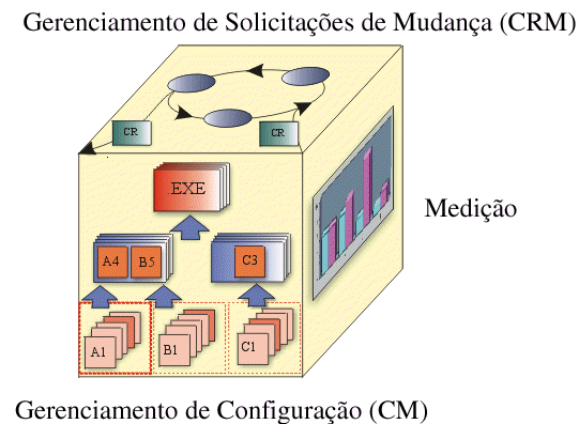 Gerenciamento de Solicitações de Mudança (CRM)
CR
CR
EXE
Medição
A4
B5
C3
A1
B1
C1
Gerenciamento de Configuração (CM)